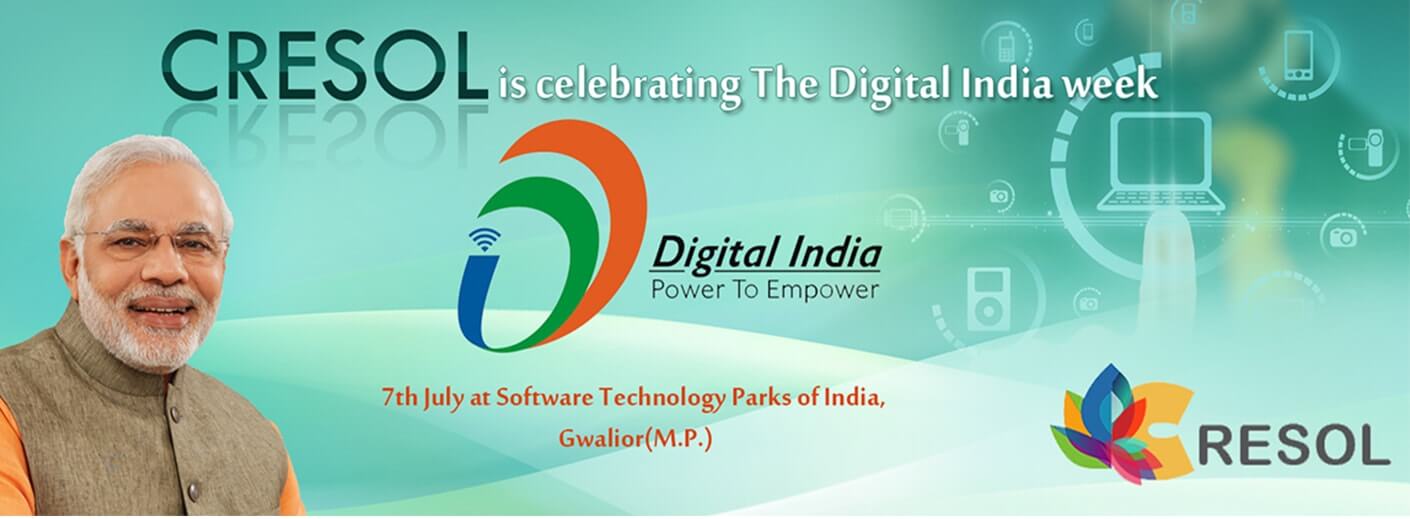 CRESOL is celebrating The Digital India week
Digital India
Power To Empower
7th July at Software Technology Parks of India,
Gwalior(M.P.)
CRESOL